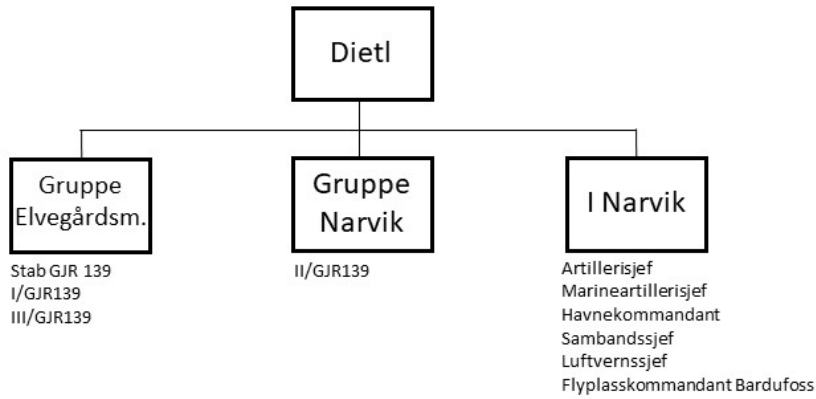 Dietl
Gruppe
Elvegårdsm.
Stab GJR 139
I/GJR139
III/GJR139
Gruppe
Narvik
II/GJR139
I Narvik
Artillerisjef
Marineartillerisjef
Havnekommandant
Sambandssjef
Luftvernssjef
Flyplasskommandant Bardufoss